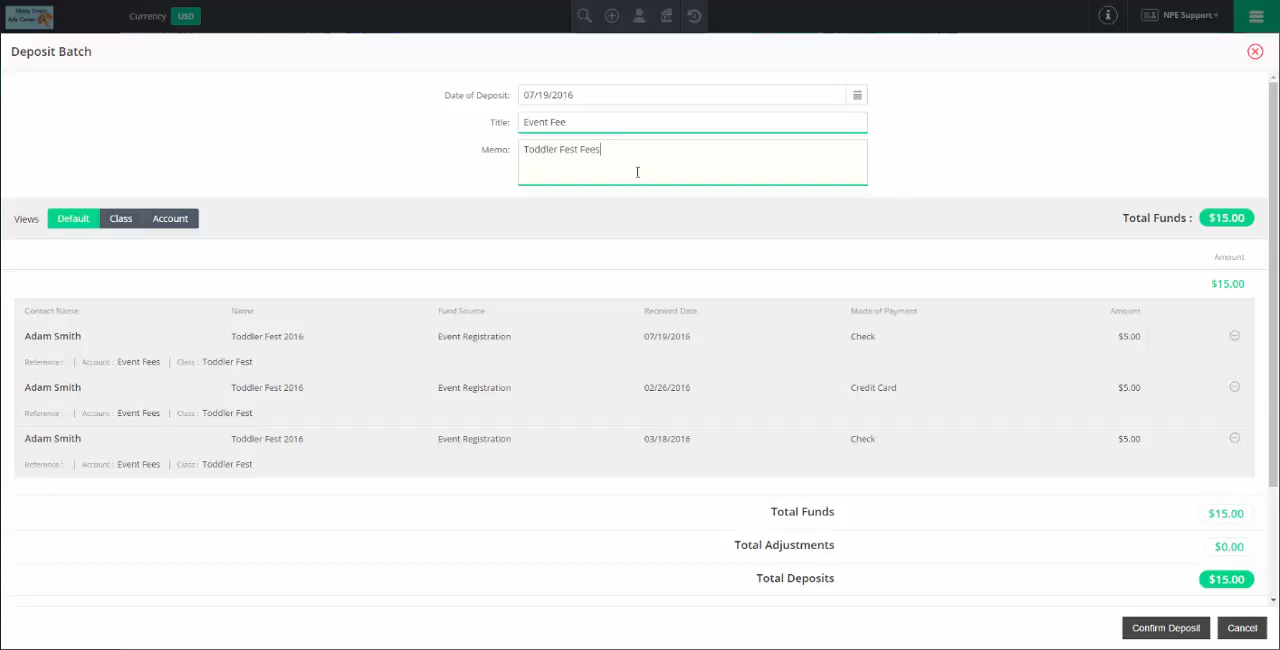 Currency USD NPE Support
Deposit Batch
Date of Deposit: 07/19/2016
Title: Event Fee
Memo: Toddler Fest Fees
Views Default Class Account Total Funds : $15.00
Amount
$15.00
Contact Name Name Fund Source Received Date Mode of Payment Amount
Adam Smith Toddler Fest 2016 Event Registration 07/19/2016 Check $5.00
Reference : | Account : Event Fees | Class : Toddler Fest
Adam Smith Toddler Fest 2016 Event Registration 02/26/2016 Credit Card $5.00
Reference : | Account : Event Fees | Class : Toddler Fest
Adam Smith Toddler Fest 2016 Event Registration 03/18/2016 Check $5.00
Reference : | Account : Event Fees | Class : Toddler Fest
Total Funds $15.00
Total Adjustments $0.00
Total Deposits $15.00
Confirm Deposit Cancel